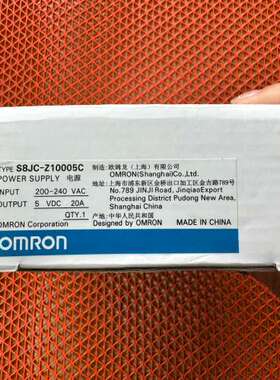 TYPE S8JC-Z10005C
POWER SUPPLY 电源
INPUT 200-240 VAC
OUTPUT 5 VDC 20A
QTY.1
OMRON Corporation
制造: 欧姆龙 (上海) 有限公司
OMRON(Shanghai)Co.,Ltd.
地址: 上海市浦东新区金桥出口加工区金吉路789号
No.789 JINJI Road, JinqiaoExport
Processing District Pudong New Area,
Shanghai China
产地: 中华人民共和国
Designed by OMRON MADE IN CHINA
OMRON